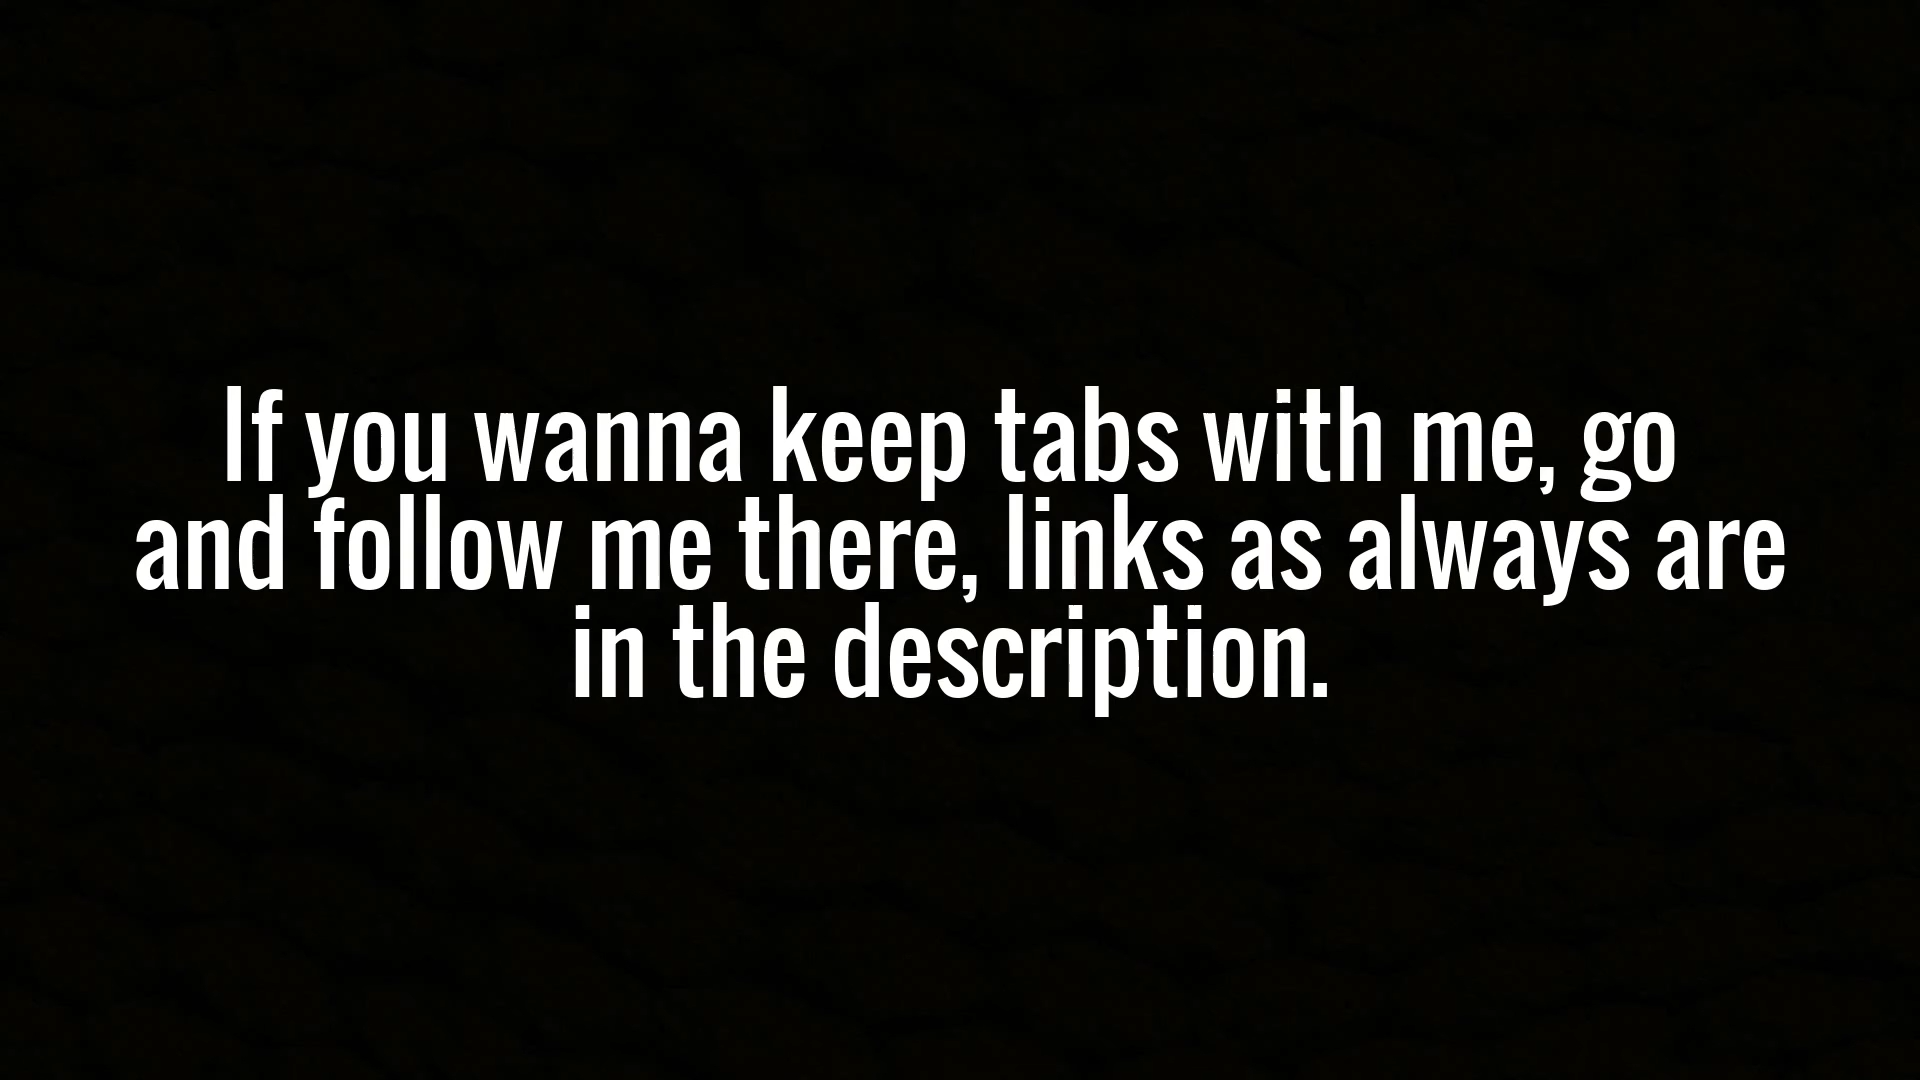 If you wanna keep tabs with me, go
and follow me there, links as always are
in the description.